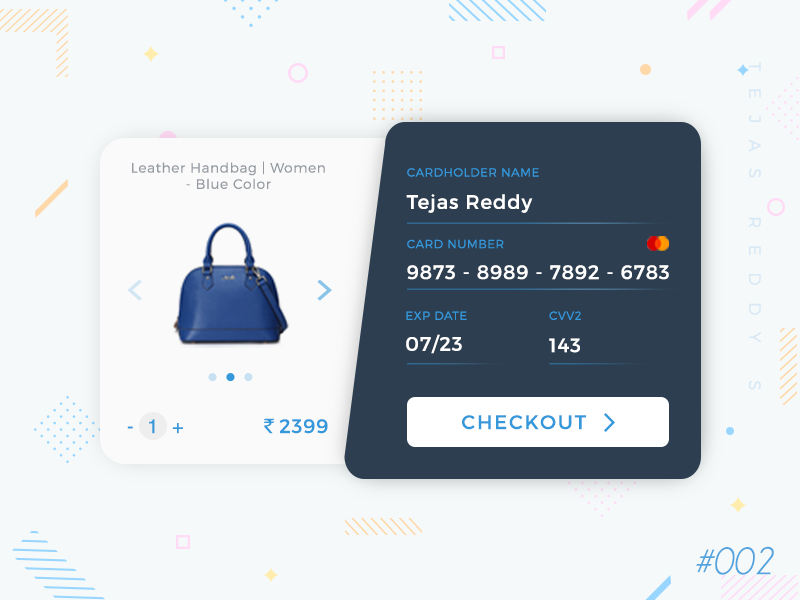 Leather Handbag | Women
- Blue Color
- 1 +
₹ 2399
CARDHOLDER NAME
Tejas Reddy
CARD NUMBER
9873 - 8989 - 7892 - 6783
EXP DATE
07/23
CVV2
143
CHECKOUT
TEJAS REDDY S
#002